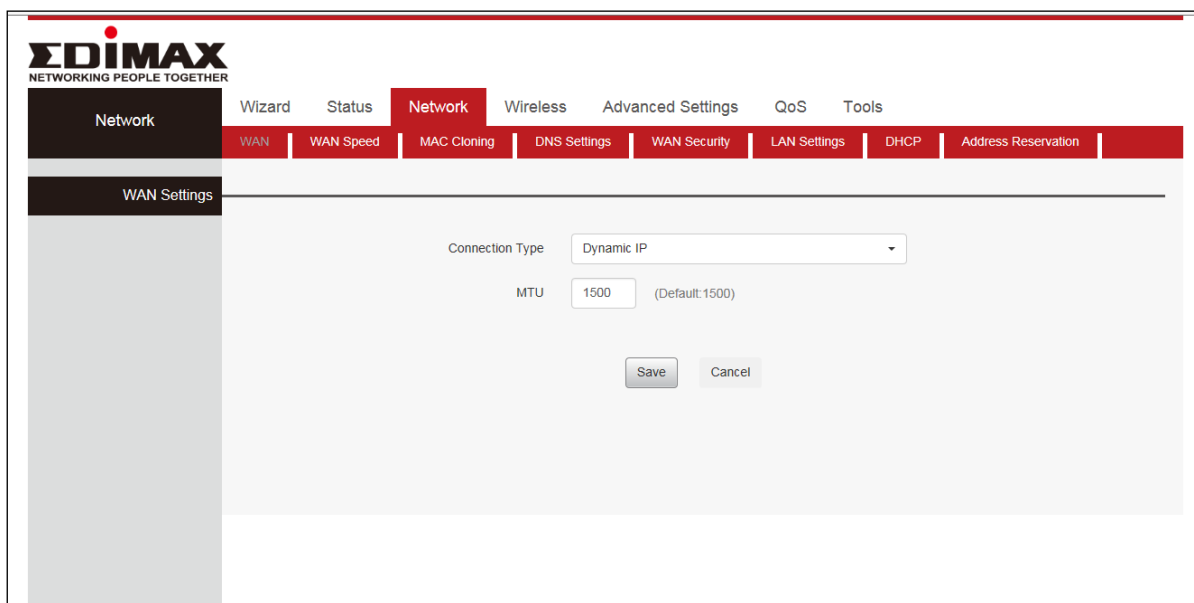 EDIMAX
NETWORKING PEOPLE TOGETHER
Network
Wizard Status Network Wireless Advanced Settings QoS Tools
WAN WAN Speed MAC Cloning DNS Settings WAN Security LAN Settings DHCP Address Reservation
WAN Settings
Connection Type Dynamic IP
MTU 1500 (Default:1500)
Save Cancel